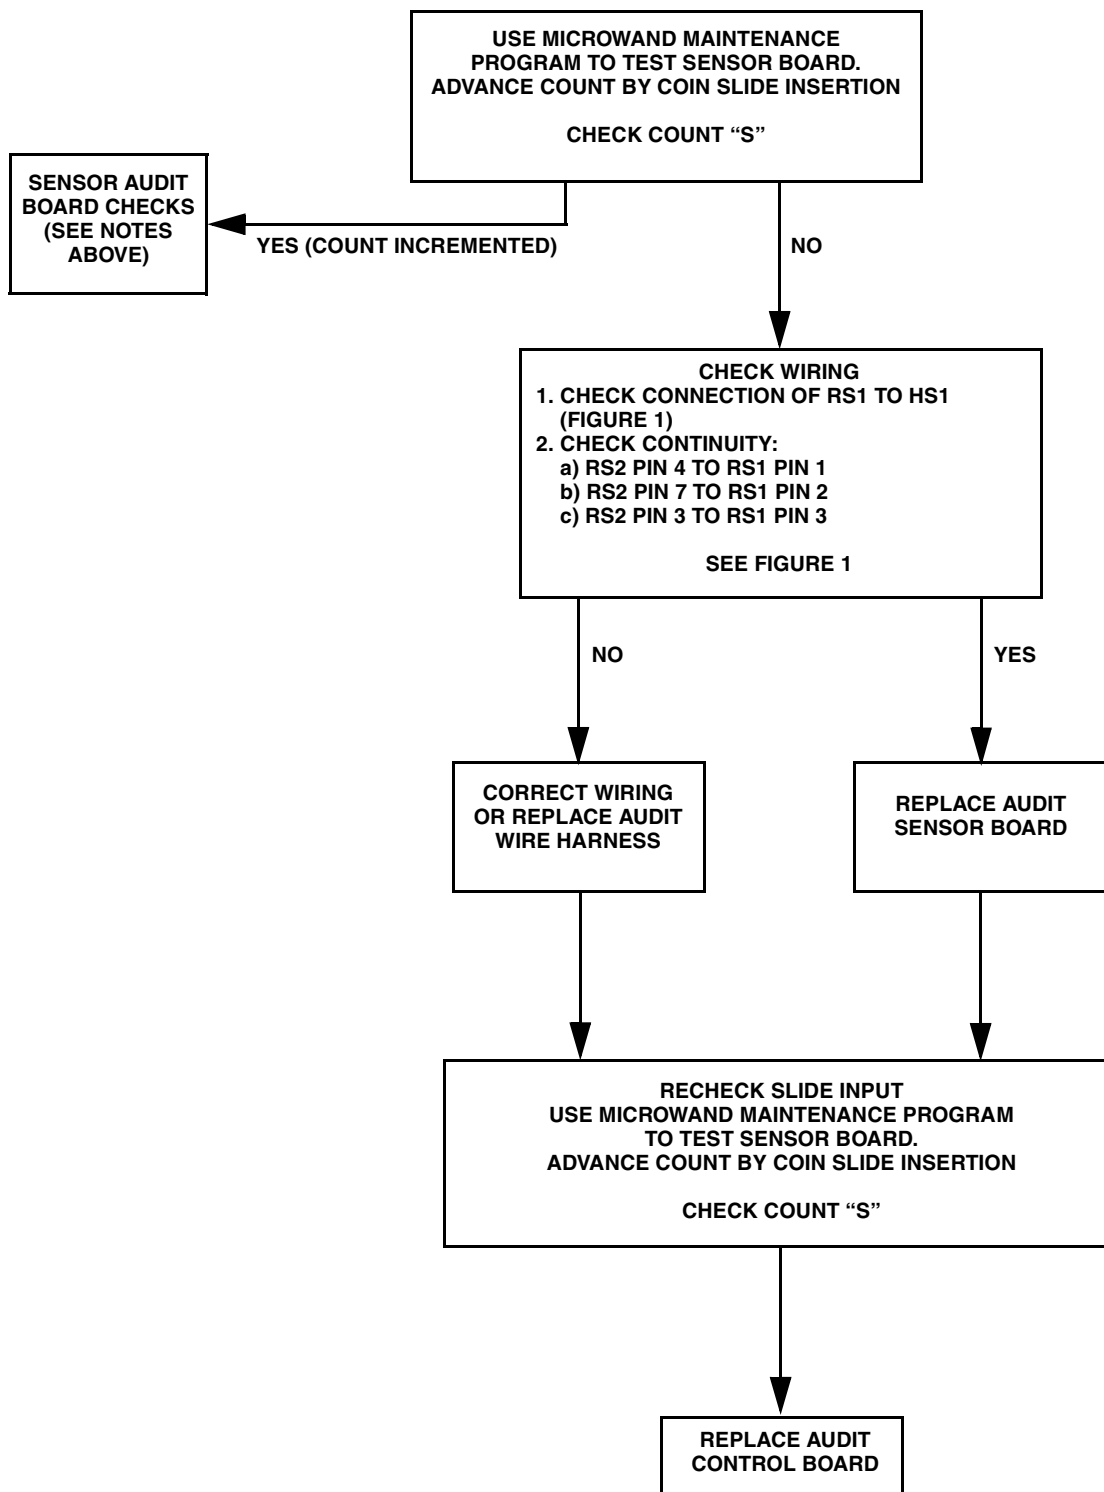 USE MICROWAND MAINTENANCE
PROGRAM TO TEST SENSOR BOARD.
ADVANCE COUNT BY COIN SLIDE INSERTION
CHECK COUNT “S”
SENSOR AUDIT
BOARD CHECKS
(SEE NOTES
ABOVE)
YES (COUNT INCREMENTED)
NO
CHECK WIRING
1. CHECK CONNECTION OF RS1 TO HS1
(FIGURE 1)
2. CHECK CONTINUITY:
a) RS2 PIN 4 TO RS1 PIN 1
b) RS2 PIN 7 TO RS1 PIN 2
c) RS2 PIN 3 TO RS1 PIN 3
SEE FIGURE 1
NO
YES
CORRECT WIRING
OR REPLACE AUDIT
WIRE HARNESS
REPLACE AUDIT
SENSOR BOARD
RECHECK SLIDE INPUT
USE MICROWAND MAINTENANCE PROGRAM
TO TEST SENSOR BOARD.
ADVANCE COUNT BY COIN SLIDE INSERTION
CHECK COUNT “S”
REPLACE AUDIT
CONTROL BOARD